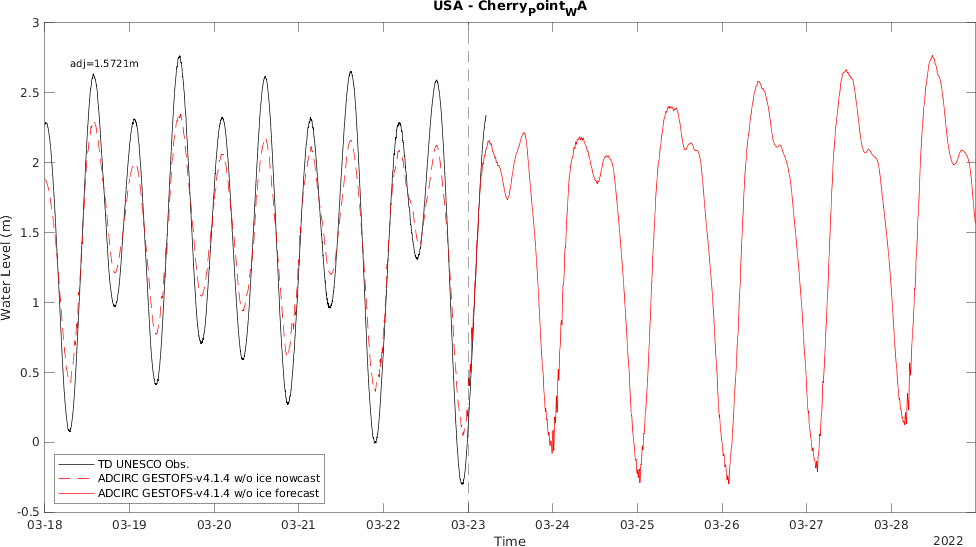 USA - CherryPointWA
3
adj=1.5721m
2.5
2
1.5
Water Level (m)
1
0.5
0
TD UNESCO Obs.
ADCIRC GESTOFS-v4.1.4 w/o ice nowcast
ADCIRC GESTOFS-v4.1.4 w/o ice forecast
-0.5
03-18 03-19 03-20 03-21 03-22 03-23 03-24 03-25 03-26 03-27 03-28
Time
2022